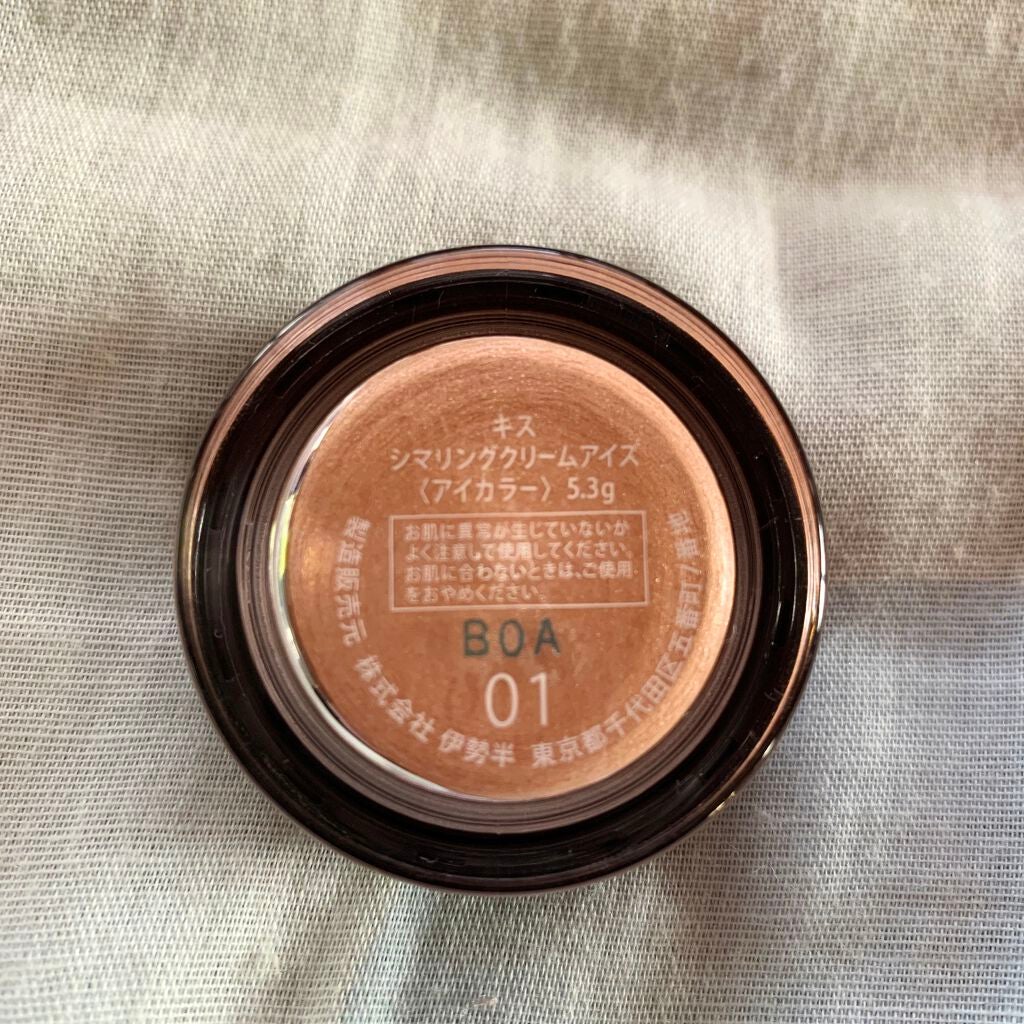 キス
シマリングクリームアイズ
〈アイカラー〉 5.3g
お肌に異常が生じていないか
よく注意して使用してください。
お肌に合わないときは、ご使用
をおやめください。
BOA
01
製造販売元 株式会社 伊勢半 東京都千代田区五番町7番地